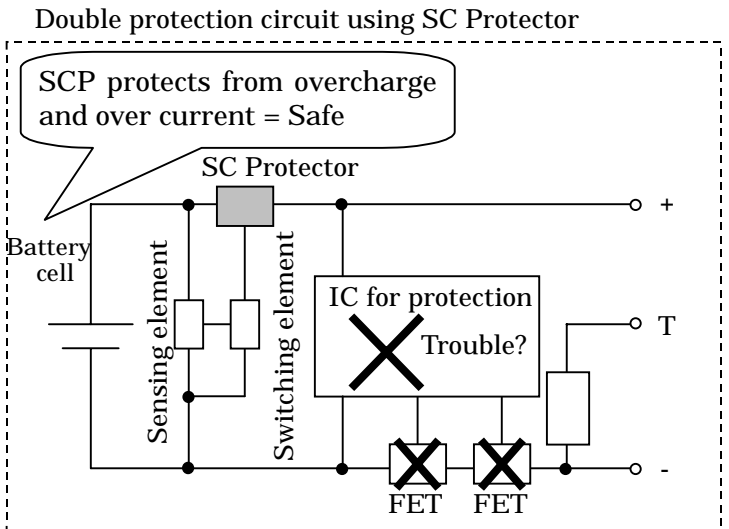 Double protection circuit using SC Protector
SCP protects from overcharge
and over current = Safe
SC Protector
+
Battery
cell
Sensing element
Switching element
IC for protection
Trouble?
T
-
FET
FET